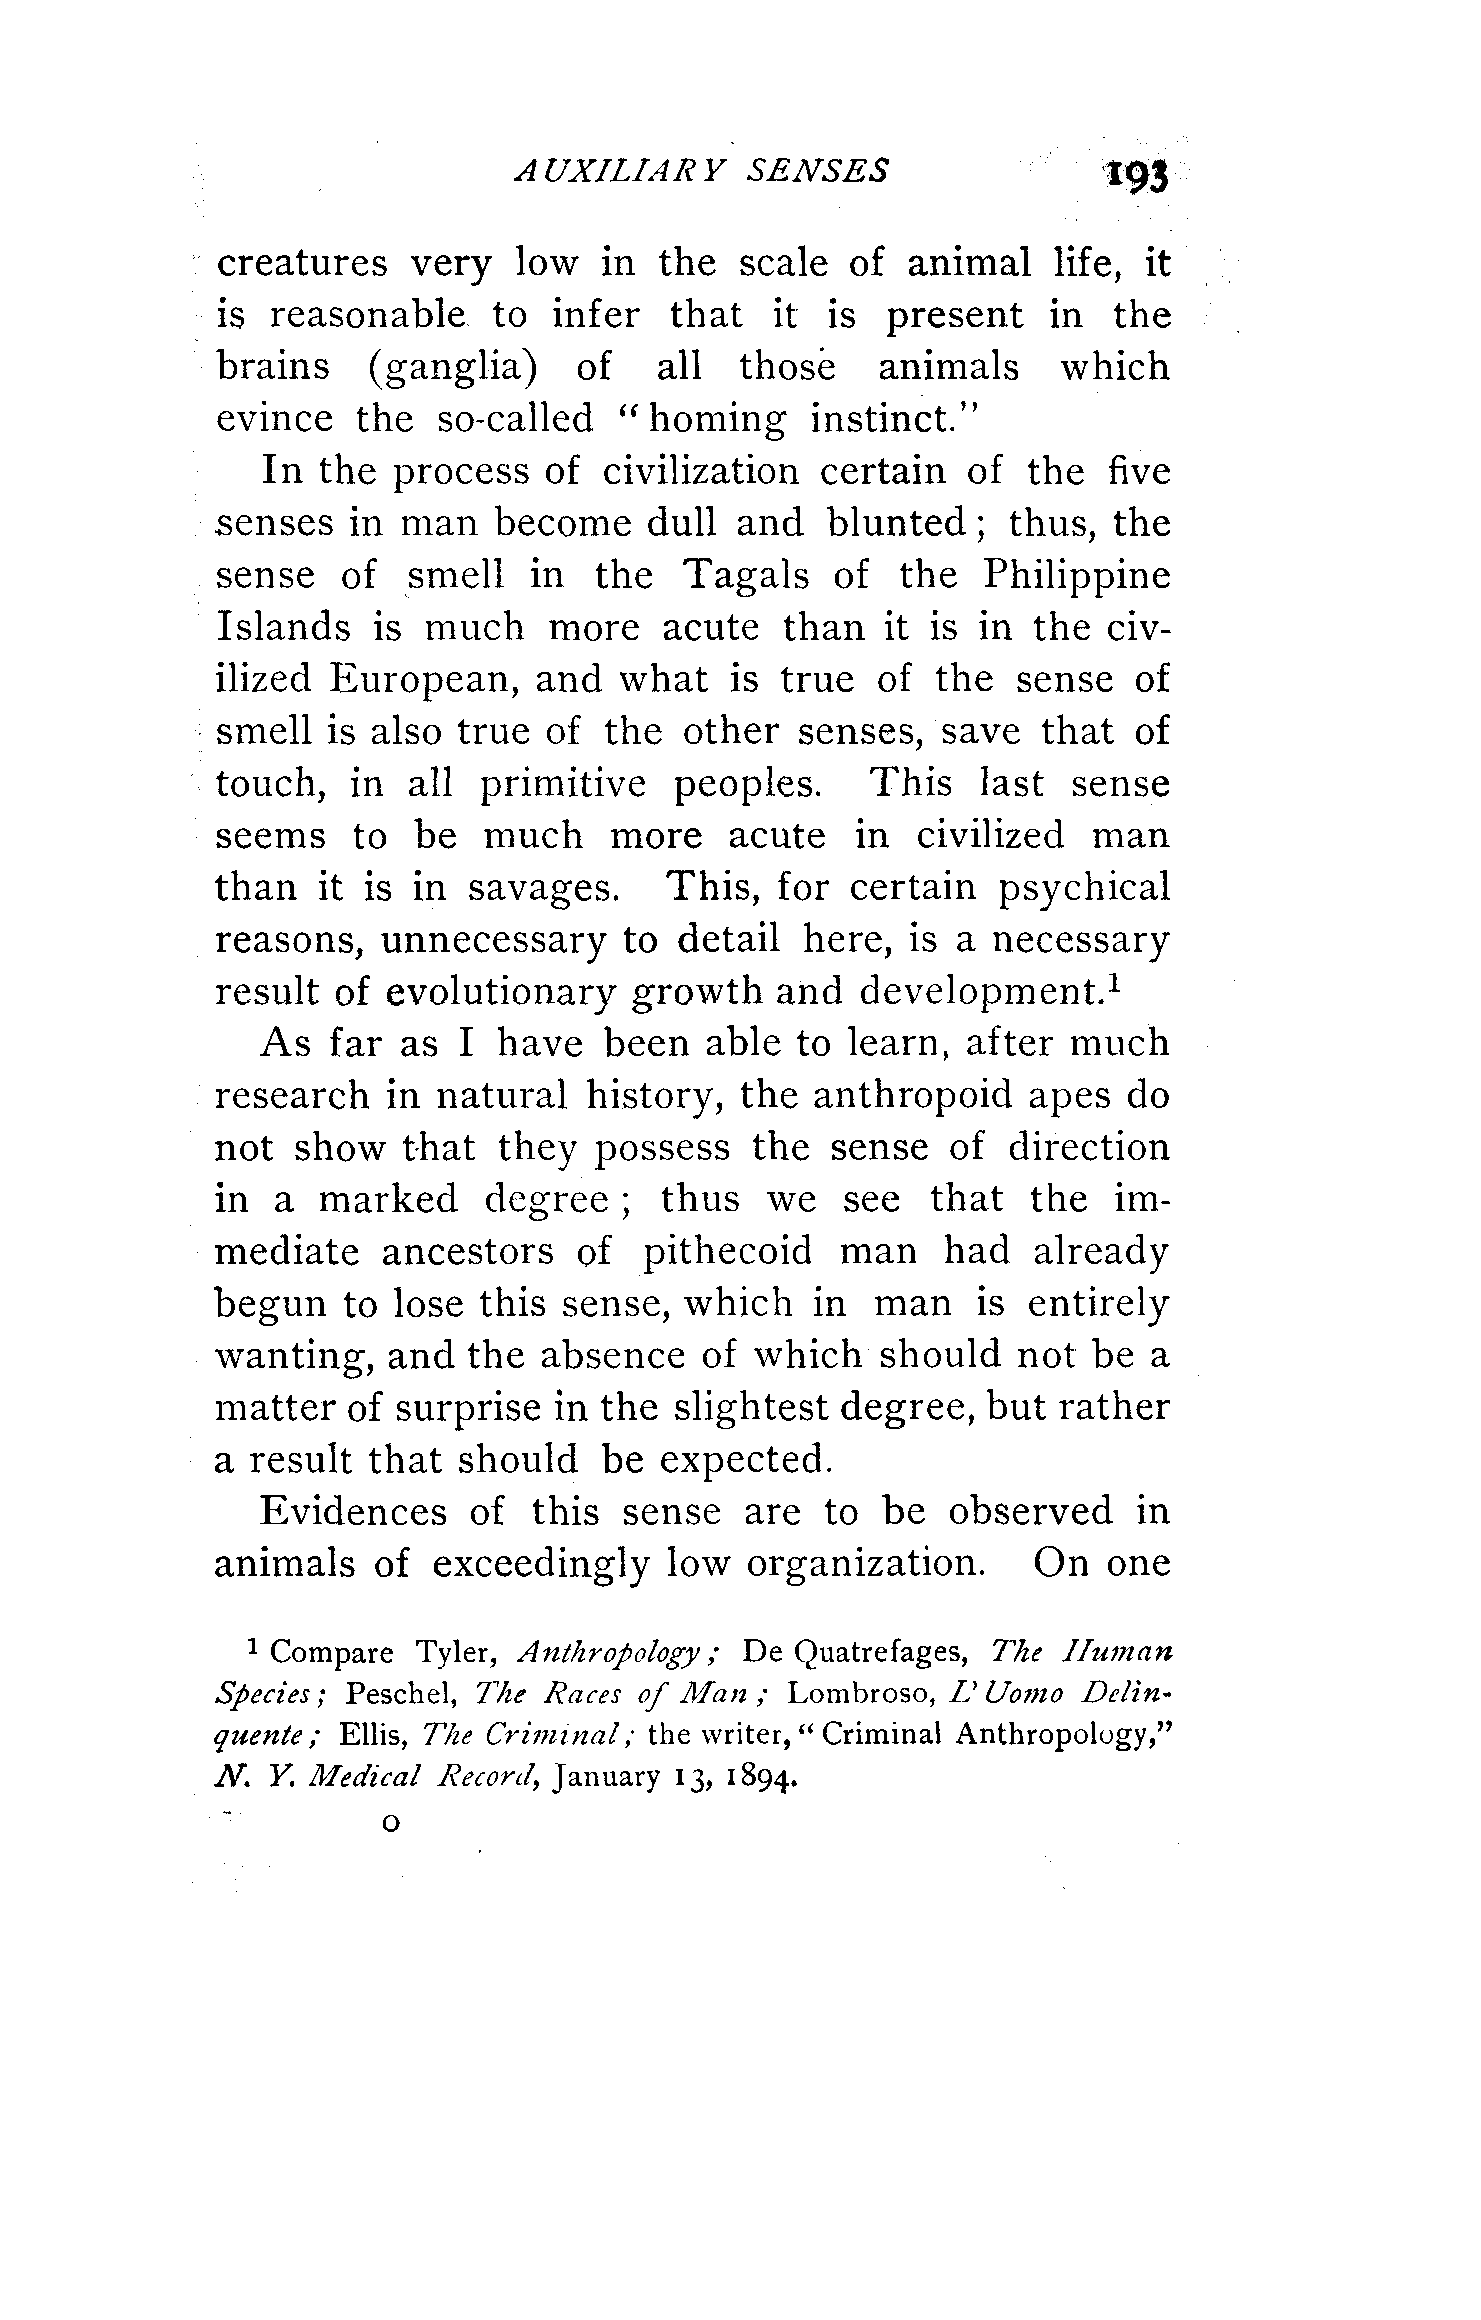 AUXILIARY SENSES 193
creatures very low in the scale of animal life, it
is reasonable to infer that it is present in the
brains (ganglia) of all those animals which
evince the so-called "homing instinct."
In the process of civilization certain of the five
senses in man become dull and blunted; thus, the
sense of smell in the Tagals of the Philippine
Islands is much more acute than it is in the civ-
ilized European, and what is true of the sense of
smell is also true of the other senses, save that of
touch, in all primitive peoples. This last sense
seems to be much more acute in civilized man
than it is in savages. This, for certain psychical
reasons, unnecessary to detail here, is a necessary
result of evolutionary growth and development.¹
As far as I have been able to learn, after much
research in natural history, the anthropoid apes do
not show that they possess the sense of direction
in a marked degree; thus we see that the im-
mediate ancestors of pithecoid man had already
begun to lose this sense, which in man is entirely
wanting, and the absence of which should not be a
matter of surprise in the slightest degree, but rather
a result that should be expected.
Evidences of this sense are to be observed in
animals of exceedingly low organization. On one
¹ Compare Tyler, Anthropology; De Quatrefages, The Human
Species; Peschel, The Races of Man; Lombroso, L'Uomo Delin-
quente; Ellis, The Criminal; the writer, "Criminal Anthropology,"
N. Y. Medical Record, January 13, 1894.
O